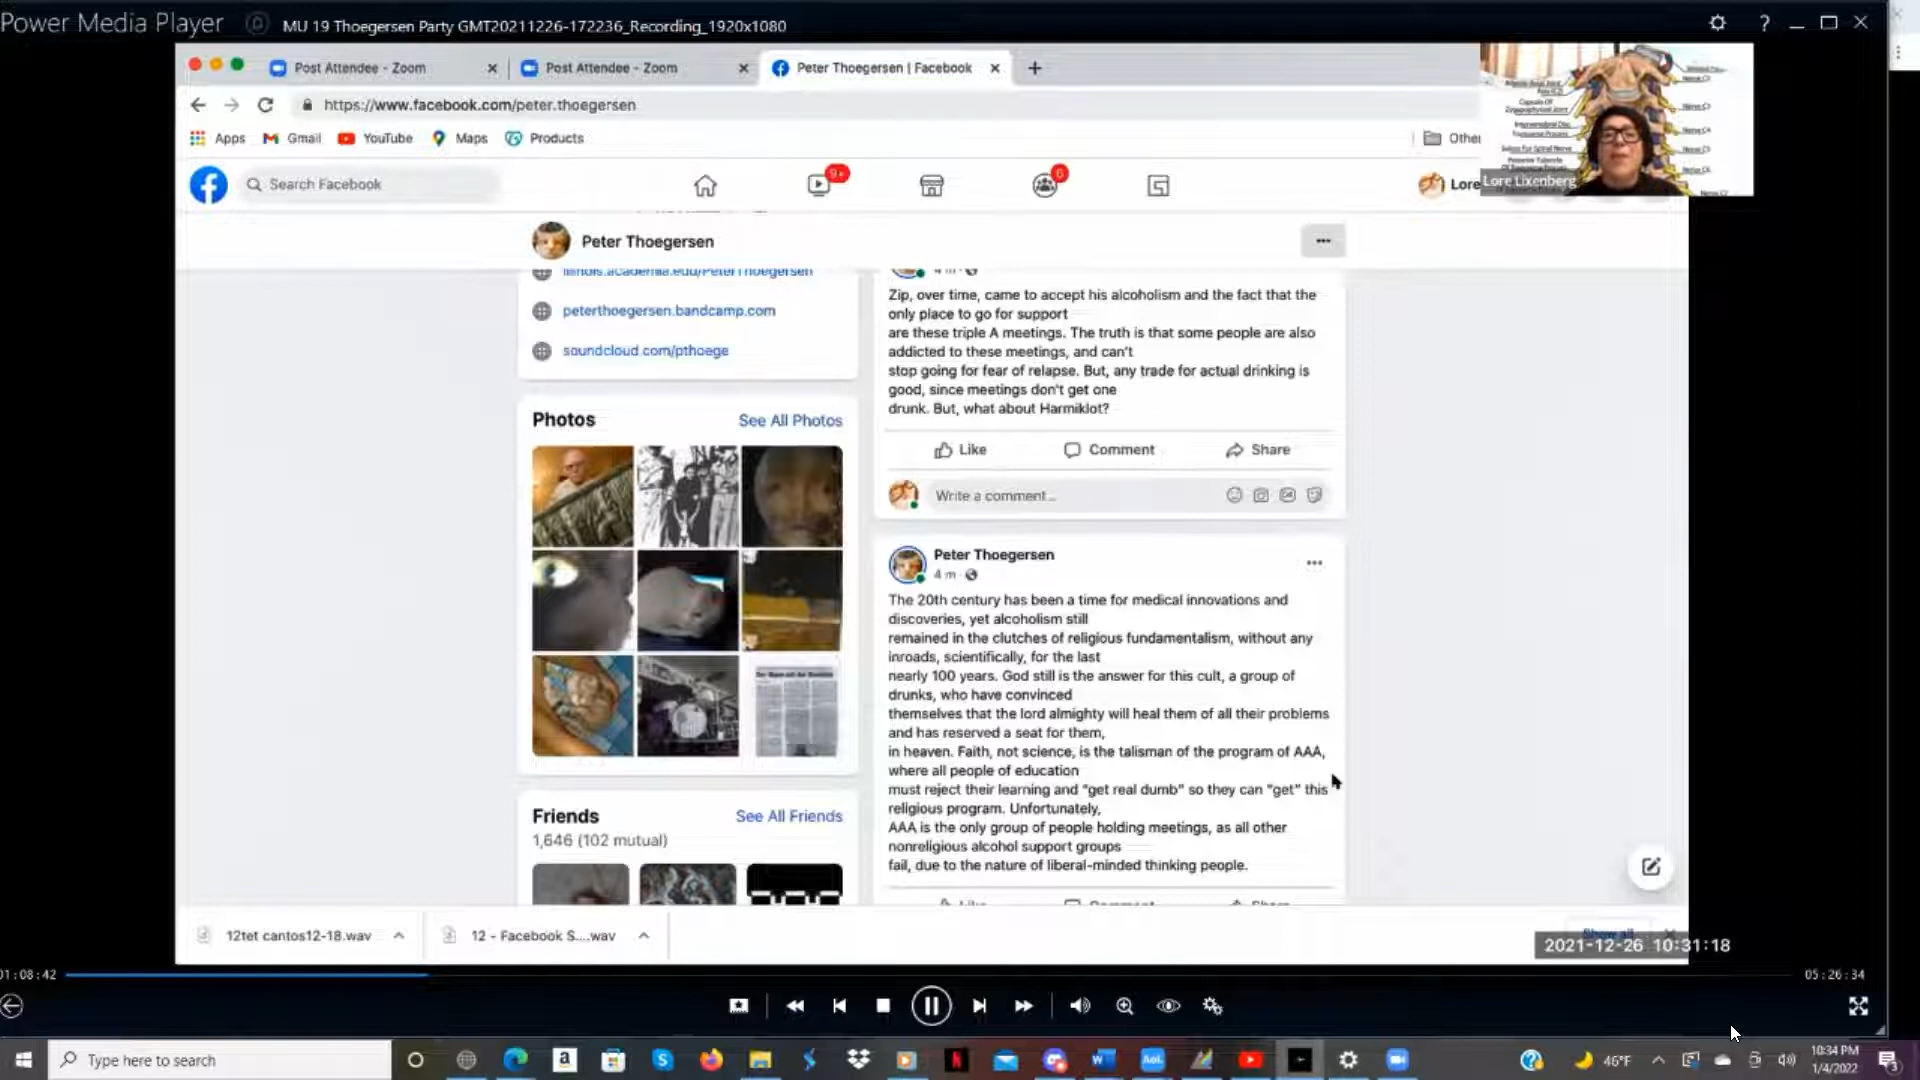 Power Media Player
MU 19 Thoegersen Party GMT20211226-172236_Recording_1920x1080
?
Post Attendee - Zoom
Post Attendee - Zoom
Peter Thoegersen | Facebook
https://www.facebook.com/peter.thoegersen
Apps
Gmail
YouTube
Maps
Products
Other
Lore Lixenberg
Search Facebook
9+
6
Lore
Peter Thoegersen
illinois.academia.edu/PeterThoegersen
peterthoegersen.bandcamp.com
soundcloud.com/pthoege
Photos
See All Photos
Friends
See All Friends
1,646 (102 mutual)
4 m
Zip, over time, came to accept his alcoholism and the fact that the
only place to go for support
are these triple A meetings. The truth is that some people are also
addicted to these meetings, and can't
stop going for fear of relapse. But, any trade for actual drinking is
good, since meetings don't get one
drunk. But, what about Harmiklot?
Like
Comment
Share
Write a comment...
Peter Thoegersen
4 m
The 20th century has been a time for medical innovations and
discoveries, yet alcoholism still
remained in the clutches of religious fundamentalism, without any
inroads, scientifically, for the last
nearly 100 years. God still is the answer for this cult, a group of
drunks, who have convinced
themselves that the lord almighty will heal them of all their problems
and has reserved a seat for them,
in heaven. Faith, not science, is the talisman of the program of AAA,
where all people of education
must reject their learning and "get real dumb" so they can "get" this
religious program. Unfortunately,
AAA is the only group of people holding meetings, as all other
nonreligious alcohol support groups
fail, due to the nature of liberal-minded thinking people.
Like
Comment
Share
12tet cantos12-18.wav
12 - Facebook S....wav
Show all
2021-12-26 10:31:18
01:08:42
05:26:34
Type here to search
46°F
10:34 PM
1/4/2022
3